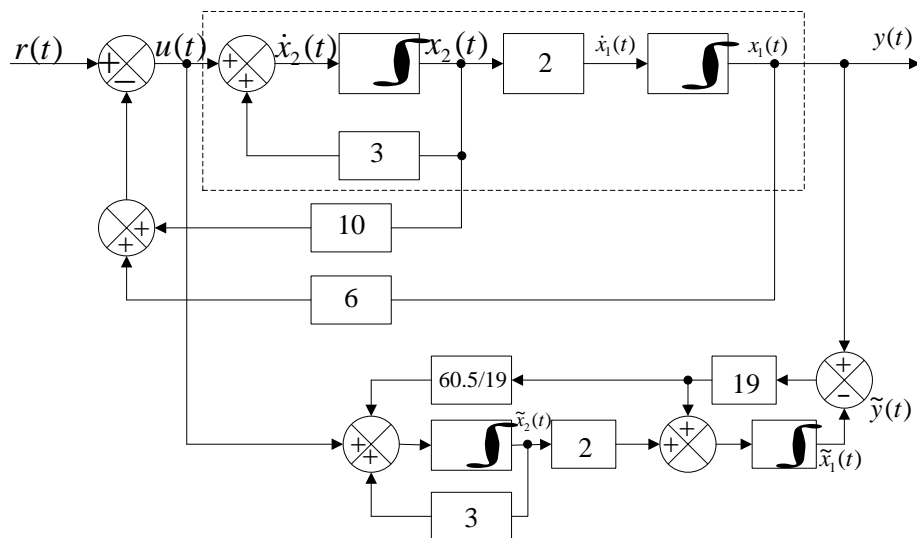 r(t) + − u(t) + + ẋ₂(t) ∫ x₂(t) 2 ẋ₁(t) ∫ x₁(t) y(t)
3
+ + 10
6
60.5/19 19 + − ỹ(t)
+ + ∫ x̃₂(t) 2 + + ∫ x̃₁(t)
+ 3